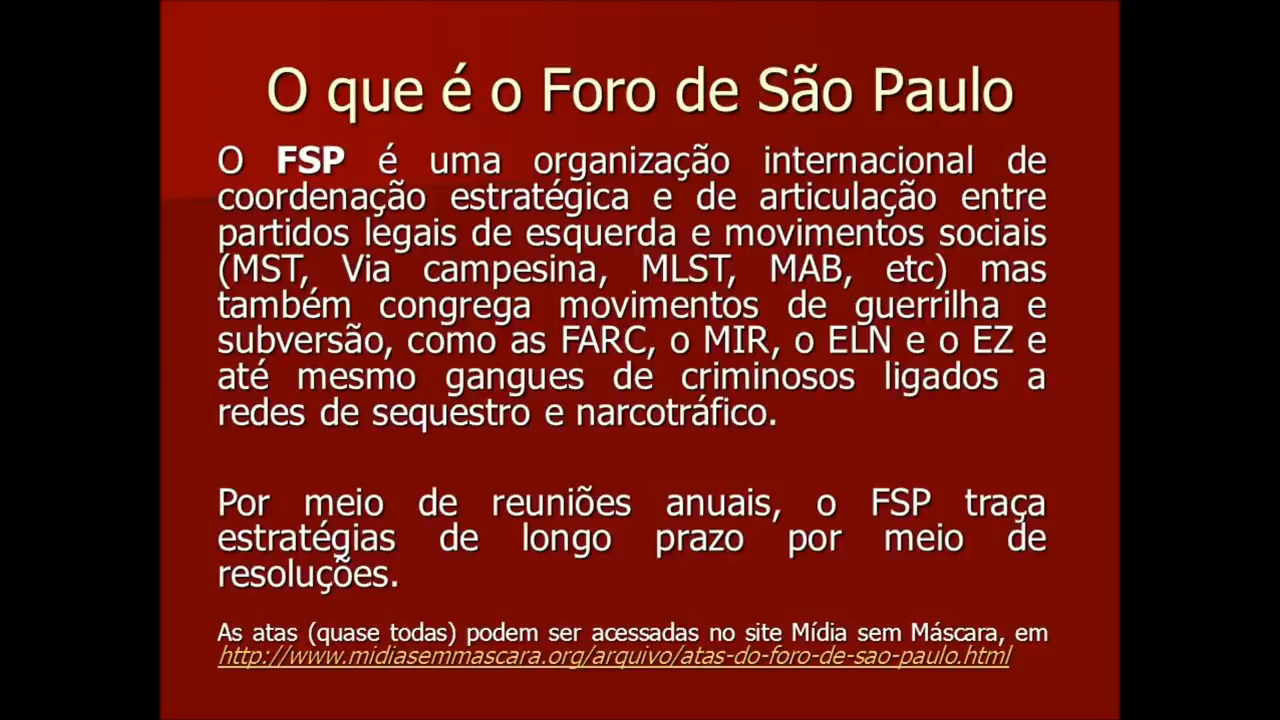 O que é o Foro de São Paulo
O FSP é uma organização internacional de
coordenação estratégica e de articulação entre
partidos legais de esquerda e movimentos sociais
(MST, Via campesina, MLST, MAB, etc) mas
também congrega movimentos de guerrilha e
subversão, como as FARC, o MIR, o ELN e o EZ e
até mesmo gangues de criminosos ligados a
redes de sequestro e narcotráfico.
Por meio de reuniões anuais, o FSP traça
estratégias de longo prazo por meio de
resoluções.
As atas (quase todas) podem ser acessadas no site Mídia sem Máscara, em
http://www.midiasemmascara.org/arquivo/atas-do-foro-de-sao-paulo.html